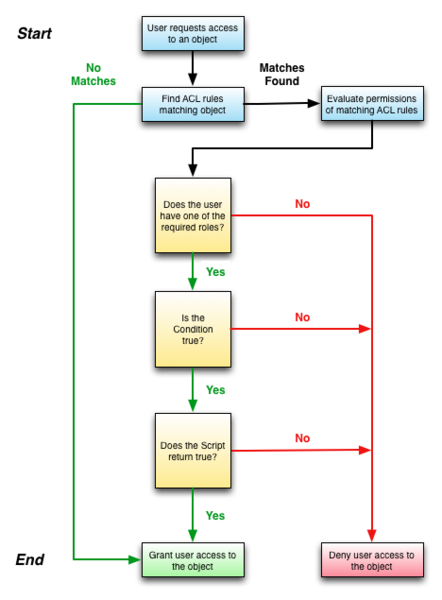 Start
User requests access
to an object
No
Matches
Matches
Found
Find ACL rules
matching object
Evaluate permissions
of matching ACL rules
Does the user
have one of the
required roles?
No
Yes
Is the
Condition
true?
No
Yes
Does the Script
return true?
No
Yes
End
Grant user access to
the object
Deny user access to
the object